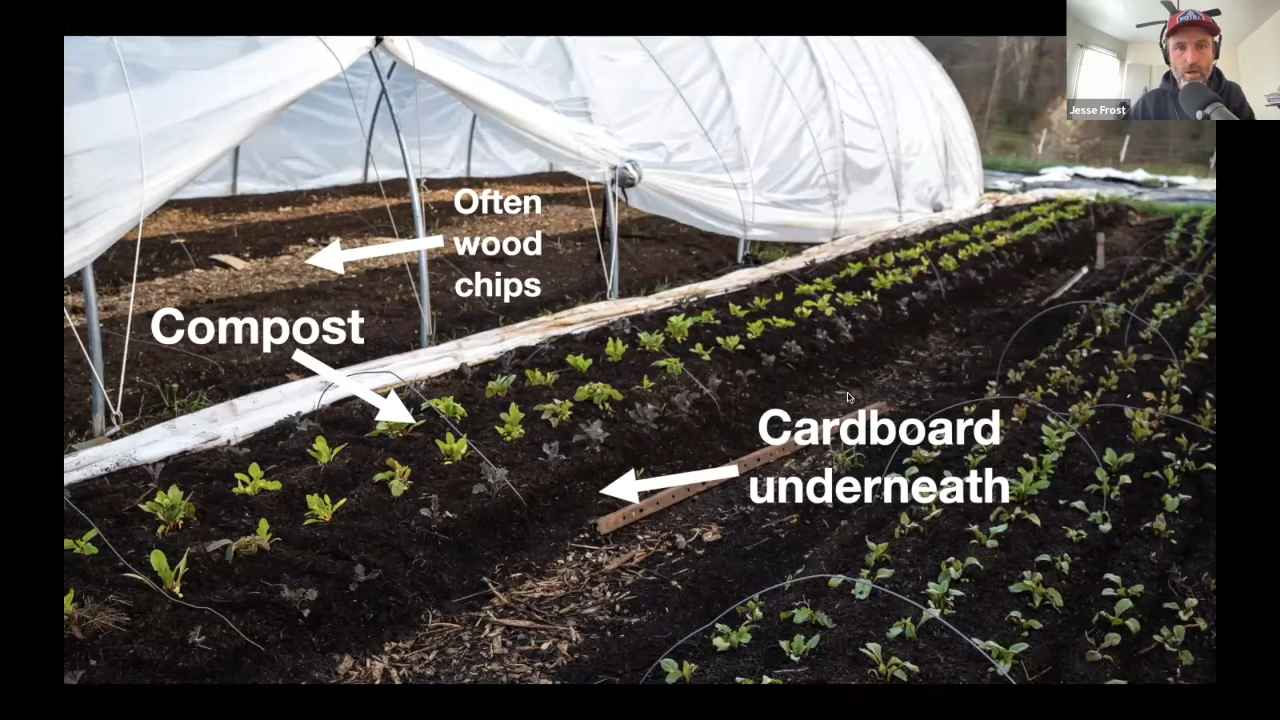 Jesse Frost
Often
wood
chips
Compost
Cardboard
underneath